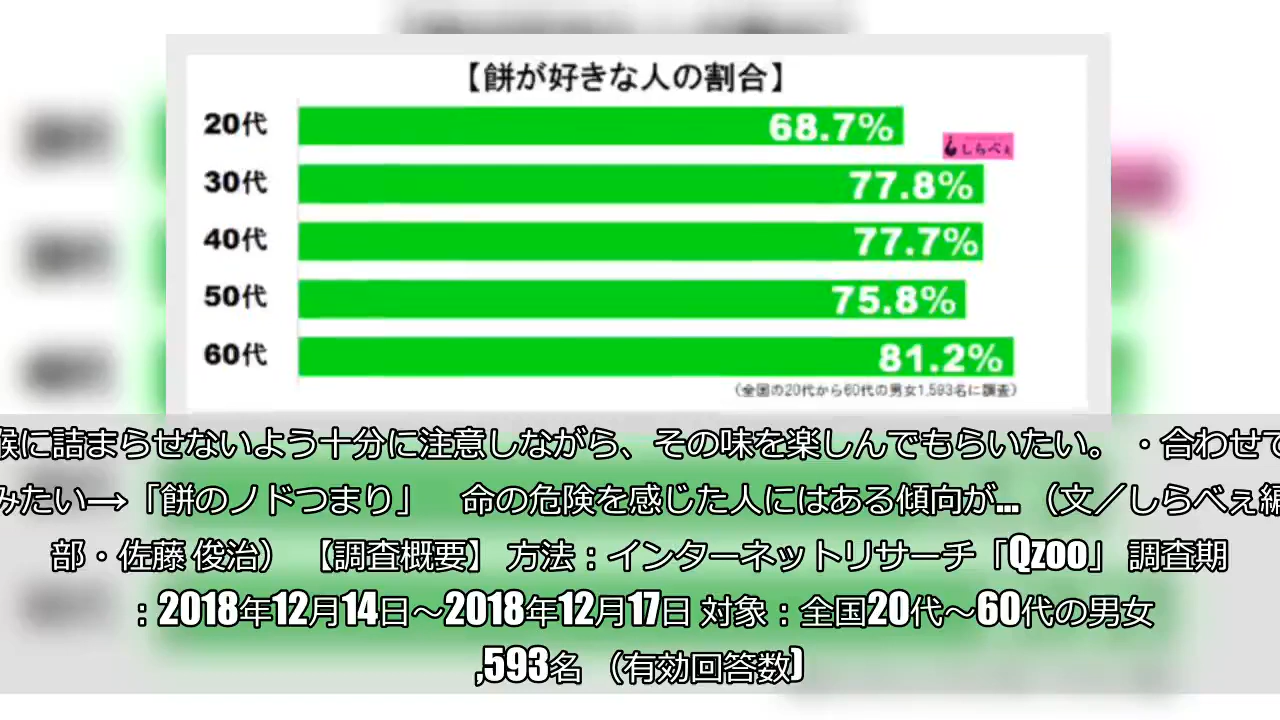 【餅が好きな人の割合】
20代
68.7%
しらべぇ
30代
77.8%
40代
77.7%
50代
75.8%
60代
81.2%
（全国の20代から60代の男女1,593名に調査）
喉に詰まらせないよう十分に注意しながら、その味を楽しんでもらいたい。 ・合わせて
みたい→「餅のノドつまり」　命の危険を感じた人にはある傾向が…（文／しらべぇ編
部・佐藤 俊治） 【調査概要】 方法：インターネットリサーチ「Qzoo」 調査期
：2018年12月14日～2018年12月17日 対象：全国20代～60代の男女
,593名 （有効回答数)